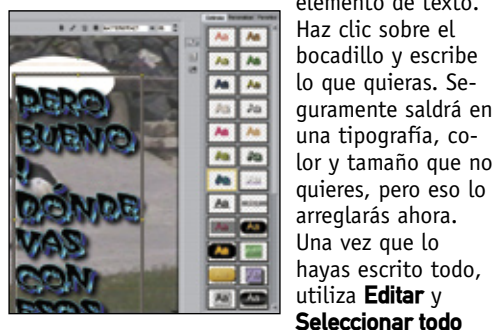 elemento de texto.
Haz clic sobre el
bocadillo y escribe
lo que quieras. Se-
guramente saldrá en
una tipografía, co-
lor y tamaño que no
quieres, pero eso lo
arreglarás ahora.
Una vez que lo
hayas escrito todo,
utiliza Editar y
Seleccionar todo
PERO
BUENO
!
DÓNDE
VAS
CON
ESOS